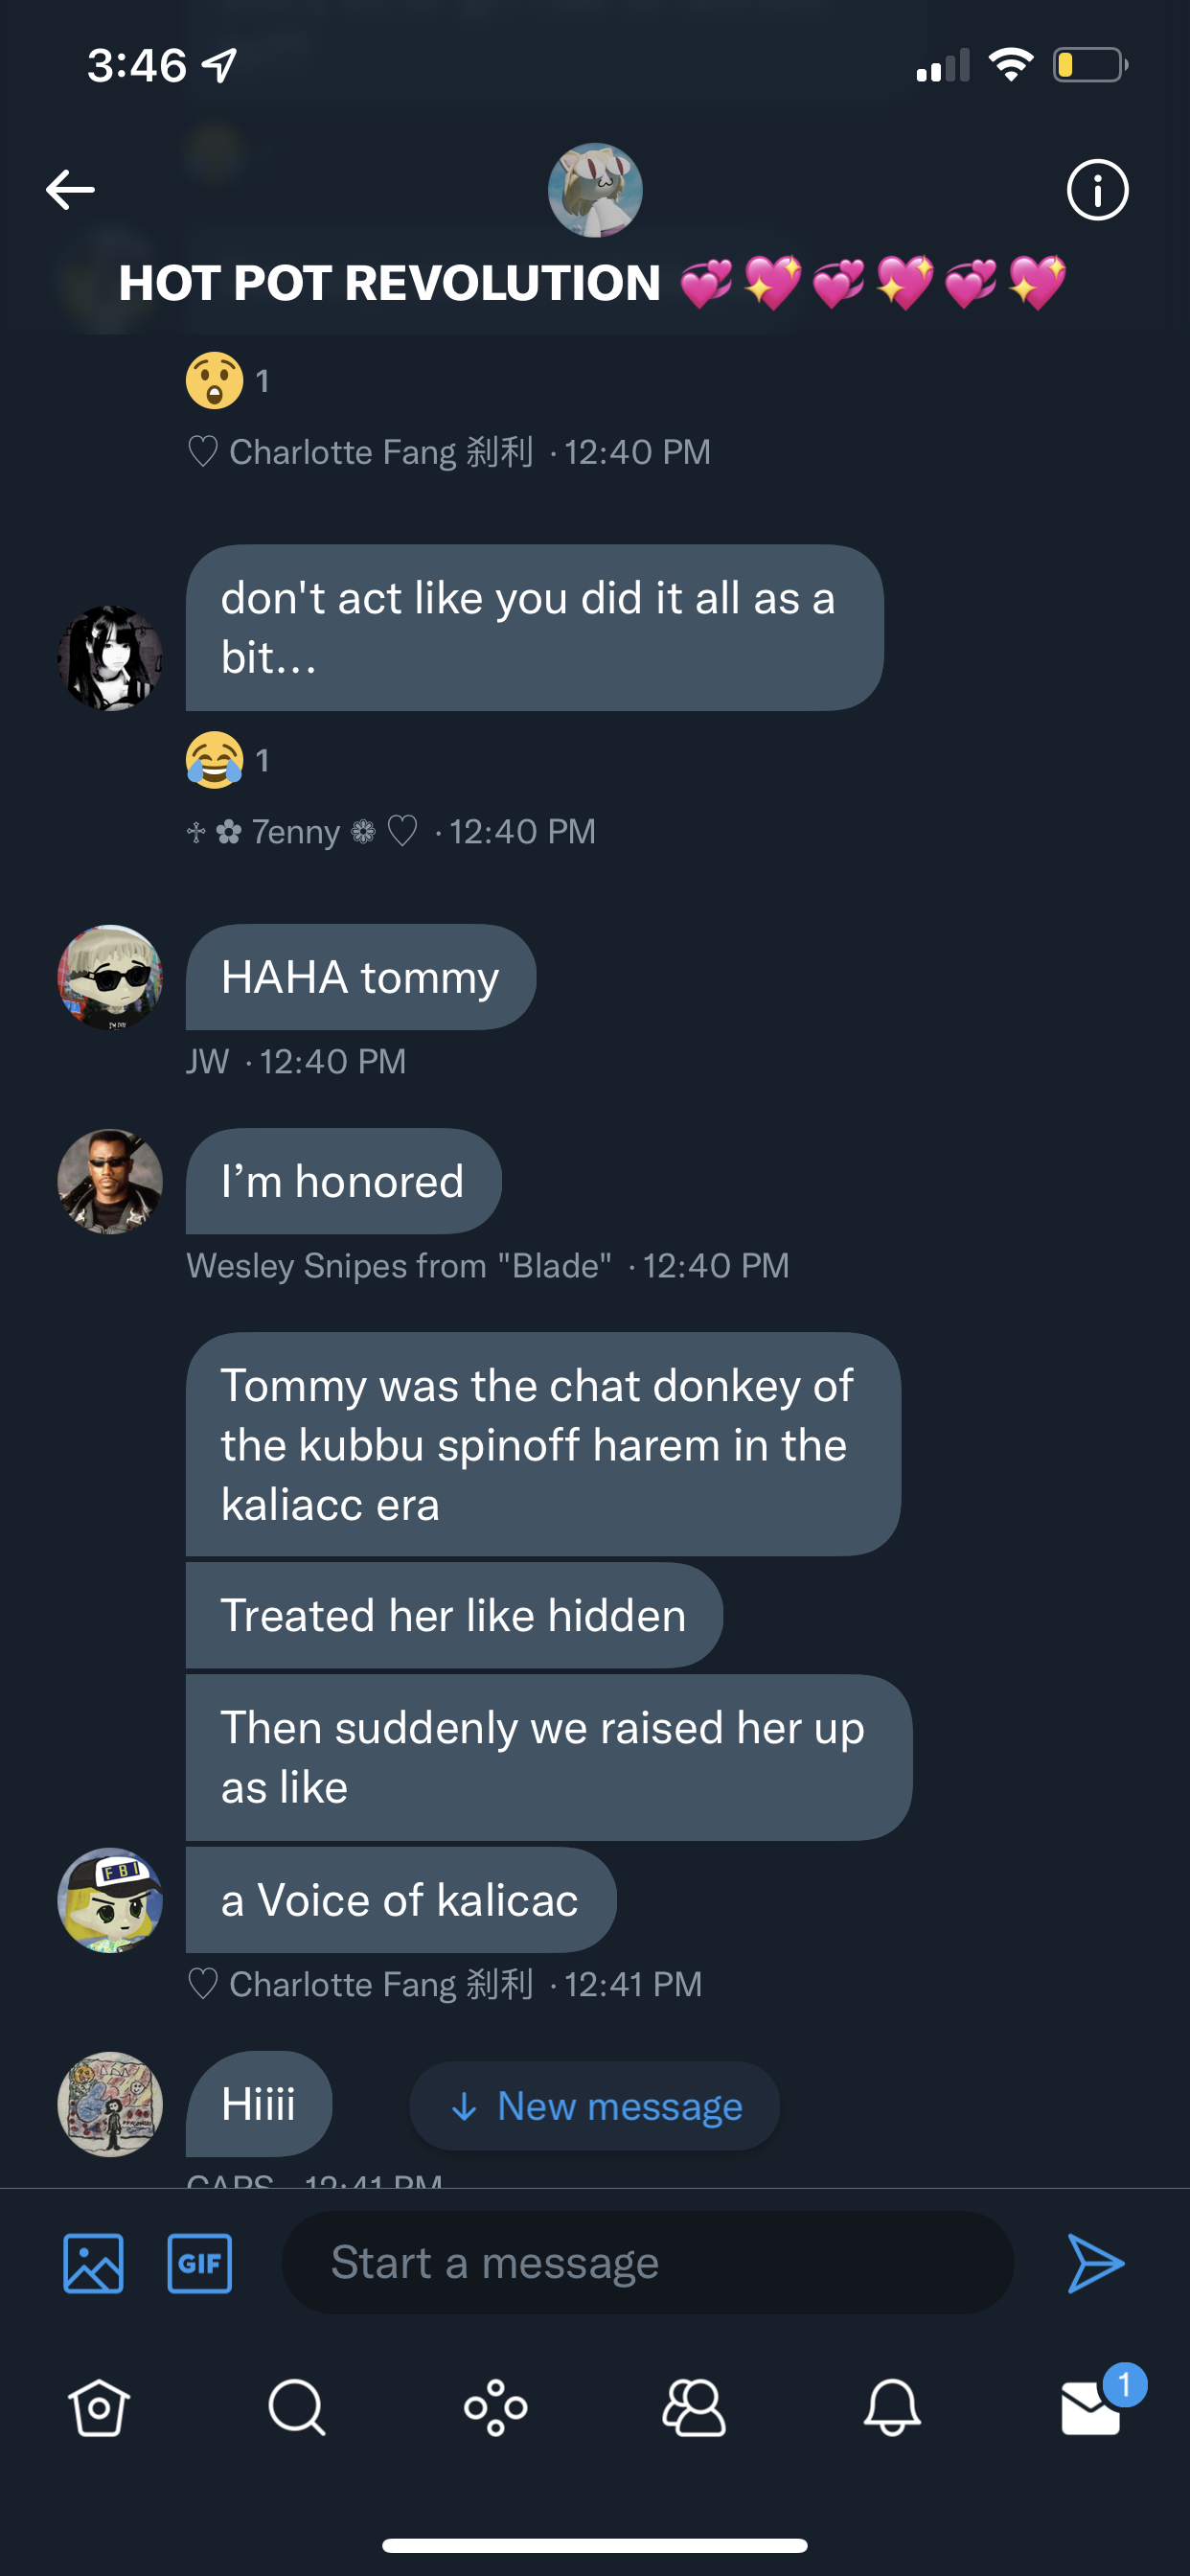 3:46
HOT POT REVOLUTION 💞💖💞💖💞💖
😲 1
♡ Charlotte Fang 刹利 · 12:40 PM
don't act like you did it all as a
bit...
😂 1
♱ ✿ 7enny ❁ ♡ · 12:40 PM
HAHA tommy
JW · 12:40 PM
I'm honored
Wesley Snipes from "Blade" · 12:40 PM
Tommy was the chat donkey of
the kubbu spinoff harem in the
kaliacc era
Treated her like hidden
Then suddenly we raised her up
as like
FBI
a Voice of kalicac
♡ Charlotte Fang 刹利 · 12:41 PM
Hiiii
↓ New message
CAPS · 12:41 PM
GIF
Start a message
1